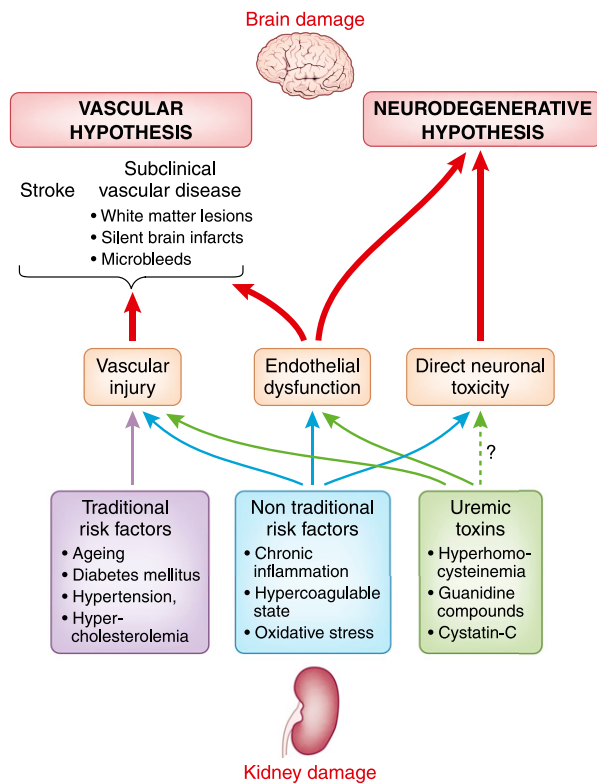 Brain damage
VASCULAR
HYPOTHESIS
NEURODEGENERATIVE
HYPOTHESIS
Stroke
Subclinical
vascular disease
• White matter lesions
• Silent brain infarcts
• Microbleeds
Vascular
injury
Endothelial
dysfunction
Direct neuronal
toxicity
?
Traditional
risk factors
• Ageing
• Diabetes mellitus
• Hypertension,
• Hyper-
cholesterolemia
Non traditional
risk factors
• Chronic
inflammation
• Hypercoagulable
state
• Oxidative stress
Uremic
toxins
• Hyperhomo-
cysteinemia
• Guanidine
compounds
• Cystatin-C
Kidney damage